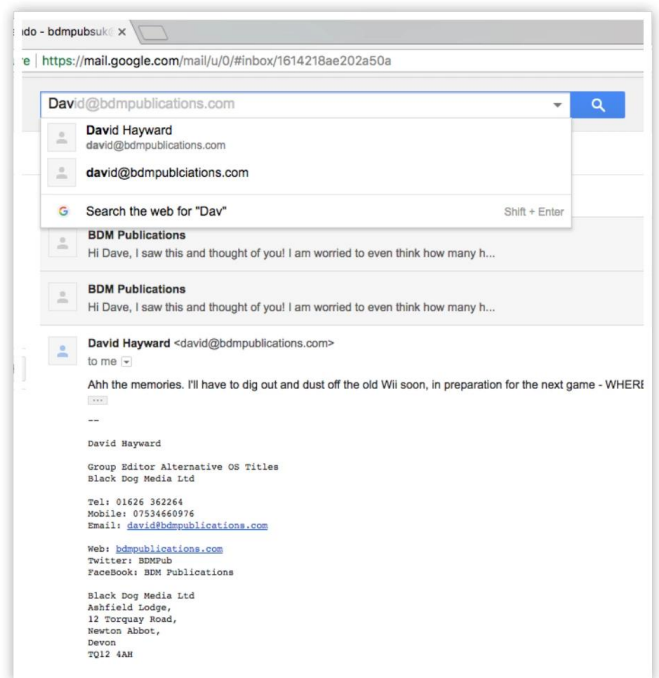 ndo - bdmpubsuk@
re | https://mail.google.com/mail/u/0/#inbox/1614218ae202a50a
David@bdmpublications.com
David Hayward
david@bdmpublications.com
david@bdmpublciations.com
Search the web for "Dav" Shift + Enter
BDM Publications
Hi Dave, I saw this and thought of you! I am worried to even think how many h...
BDM Publications
Hi Dave, I saw this and thought of you! I am worried to even think how many h...
David Hayward <david@bdmpublications.com>
to me
Ahh the memories. I'll have to dig out and dust off the old Wii soon, in preparation for the next game - WHERE
...
--
David Hayward
Group Editor Alternative OS Titles
Black Dog Media Ltd
Tel: 01626 362264
Mobile: 07534660976
Email: david@bdmpublications.com
Web: bdmpublications.com
Twitter: BDMPub
FaceBook: BDM Publications
Black Dog Media Ltd
Ashfield Lodge,
12 Torquay Road,
Newton Abbot,
Devon
TQ12 4AH